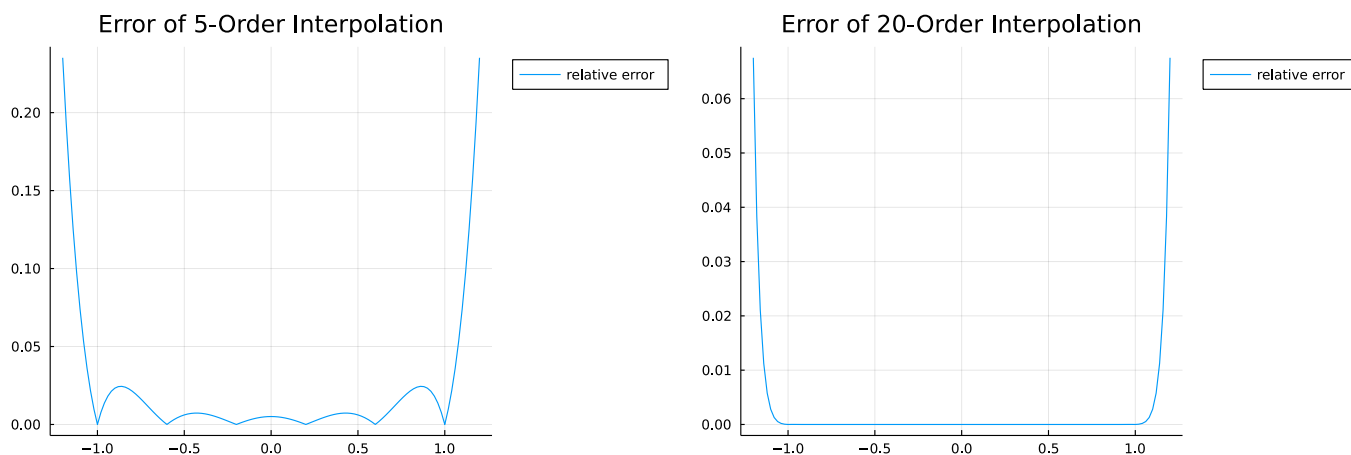 Error of 5-Order Interpolation
relative error
0.20
0.15
0.10
0.05
0.00
−1.0 −0.5 0.0 0.5 1.0
Error of 20-Order Interpolation
relative error
0.06
0.05
0.04
0.03
0.02
0.01
0.00
−1.0 −0.5 0.0 0.5 1.0